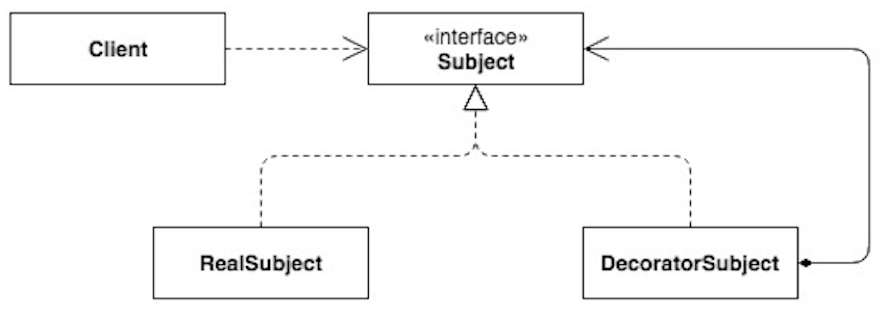 Client
«interface»
Subject
RealSubject
DecoratorSubject